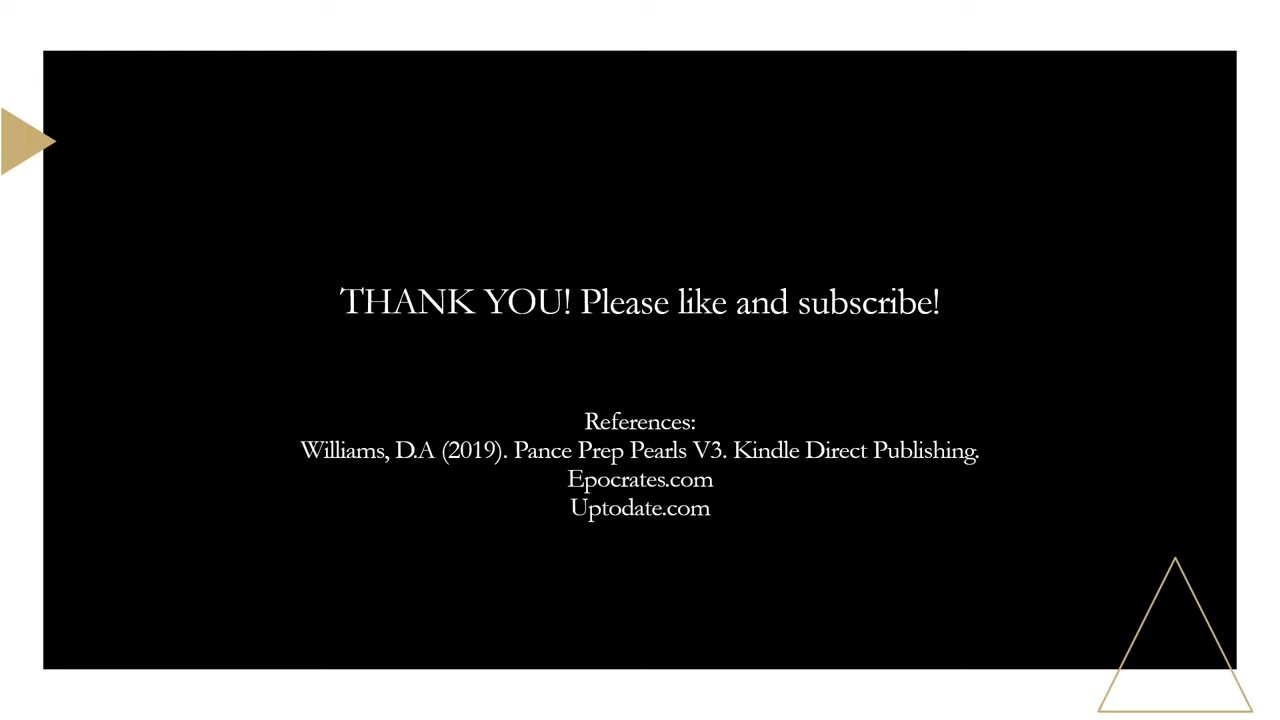 THANK YOU! Please like and subscribe!
References:
Williams, D.A (2019). Pance Prep Pearls V3. Kindle Direct Publishing.
Epocrates.com
Uptodate.com